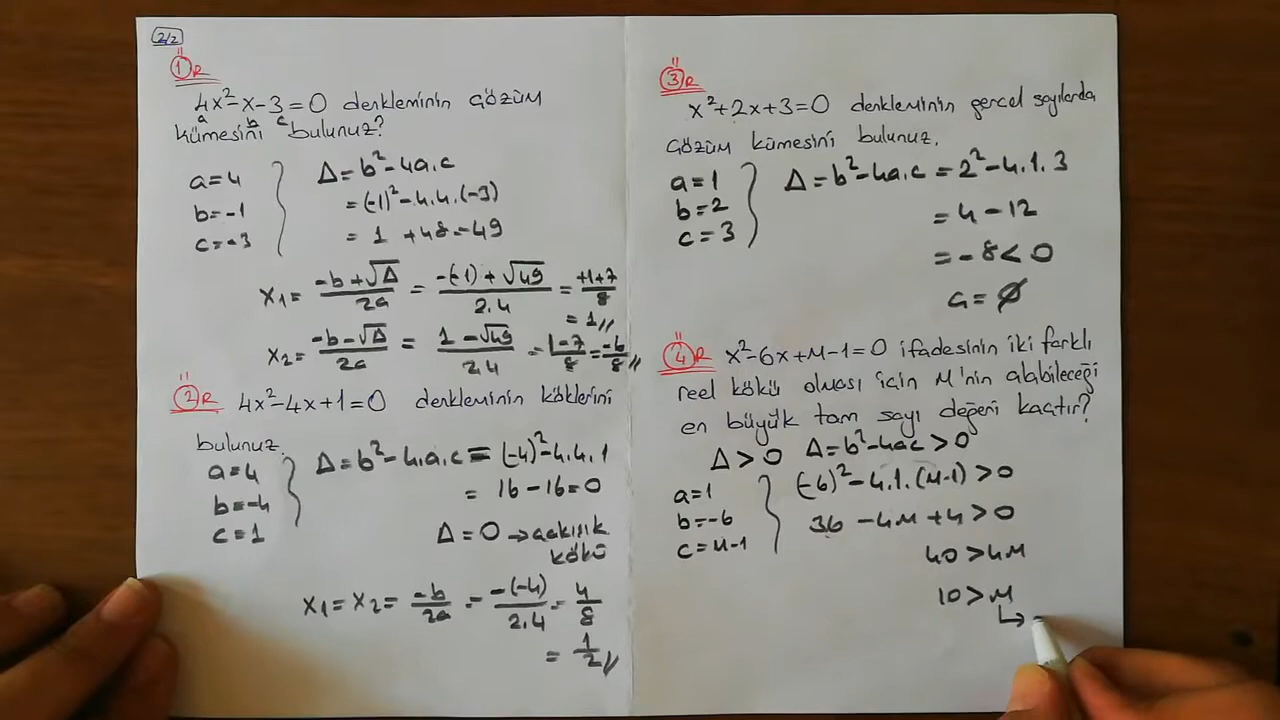 2/2
1) R
4x²-x-3=0 denkleminin çözüm
a b c
kümesini bulunuz?
a=4
b=-1
c=-3
Δ=b²-4a.c
=(-1)²-4.4.(-3)
= 1 +48=49
x₁= -b+√Δ/2a = -(-1)+√49/2.4 = +1+7/8
= 1//
x₂= -b-√Δ/2a = 1-√49/2.4 = 1-7/8 = -6/8//
2) R 4x²-4x+1=0 denkleminin köklerini
bulunuz.
a=4
b=-4
c=1
Δ=b²-4.a.c = (-4)²-4.4.1
= 16-16=0
Δ=0 → çakışık
kökü
x₁=x₂= -b/2a = -(-4)/2.4 = 4/8
= 1/2//
3) R
x²+2x+3=0 denkleminin gerçel sayılarda
çözüm kümesini bulunuz.
a=1
b=2
c=3
Δ=b²-4a.c = 2²-4.1.3
= 4-12
= -8<0
Ç=∅
4) R x²-6x+M-1=0 ifadesinin iki farklı
reel kökü olması için M'nin alabileceği
en büyük tam sayı değeri kaçtır?
Δ>0 Δ=b²-4ac>0
a=1
b=-6
c=M-1
(-6)²-4.1.(M-1)>0
36-4M+4>0
40>4M
10>M
↳